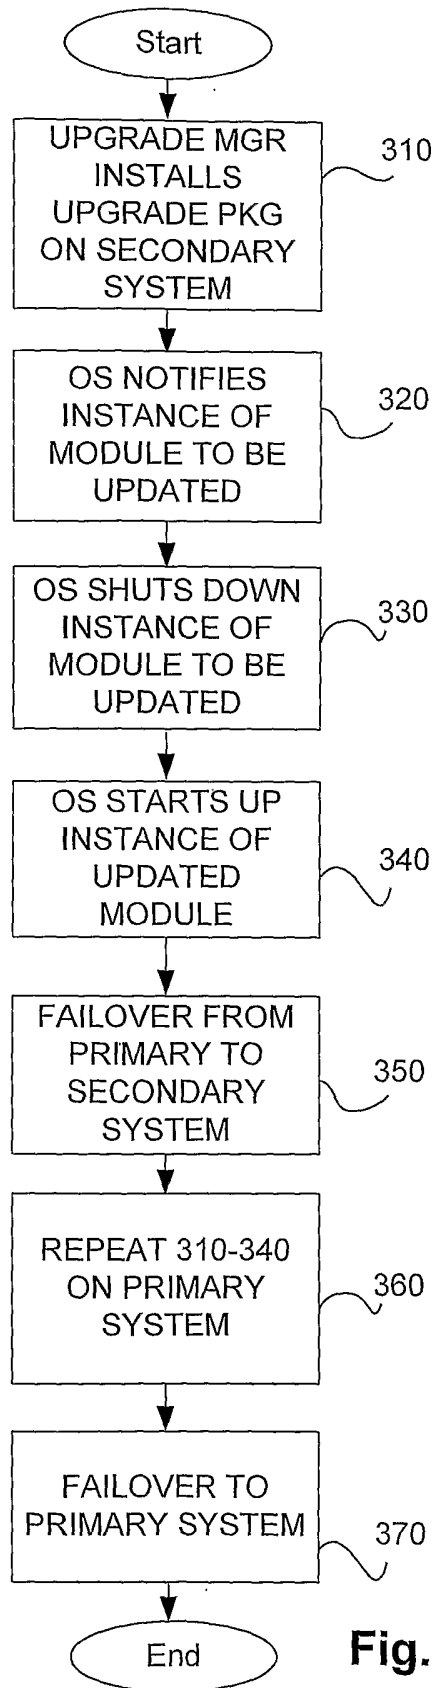 Start
UPGRADE MGR
INSTALLS
UPGRADE PKG
ON SECONDARY
SYSTEM
310
OS NOTIFIES
INSTANCE OF
MODULE TO BE
UPDATED
320
OS SHUTS DOWN
INSTANCE OF
MODULE TO BE
UPDATED
330
OS STARTS UP
INSTANCE OF
UPDATED
MODULE
340
FAILOVER FROM
PRIMARY TO
SECONDARY
SYSTEM
350
REPEAT 310-340
ON PRIMARY
SYSTEM
360
FAILOVER TO
PRIMARY SYSTEM
370
End
Fig.